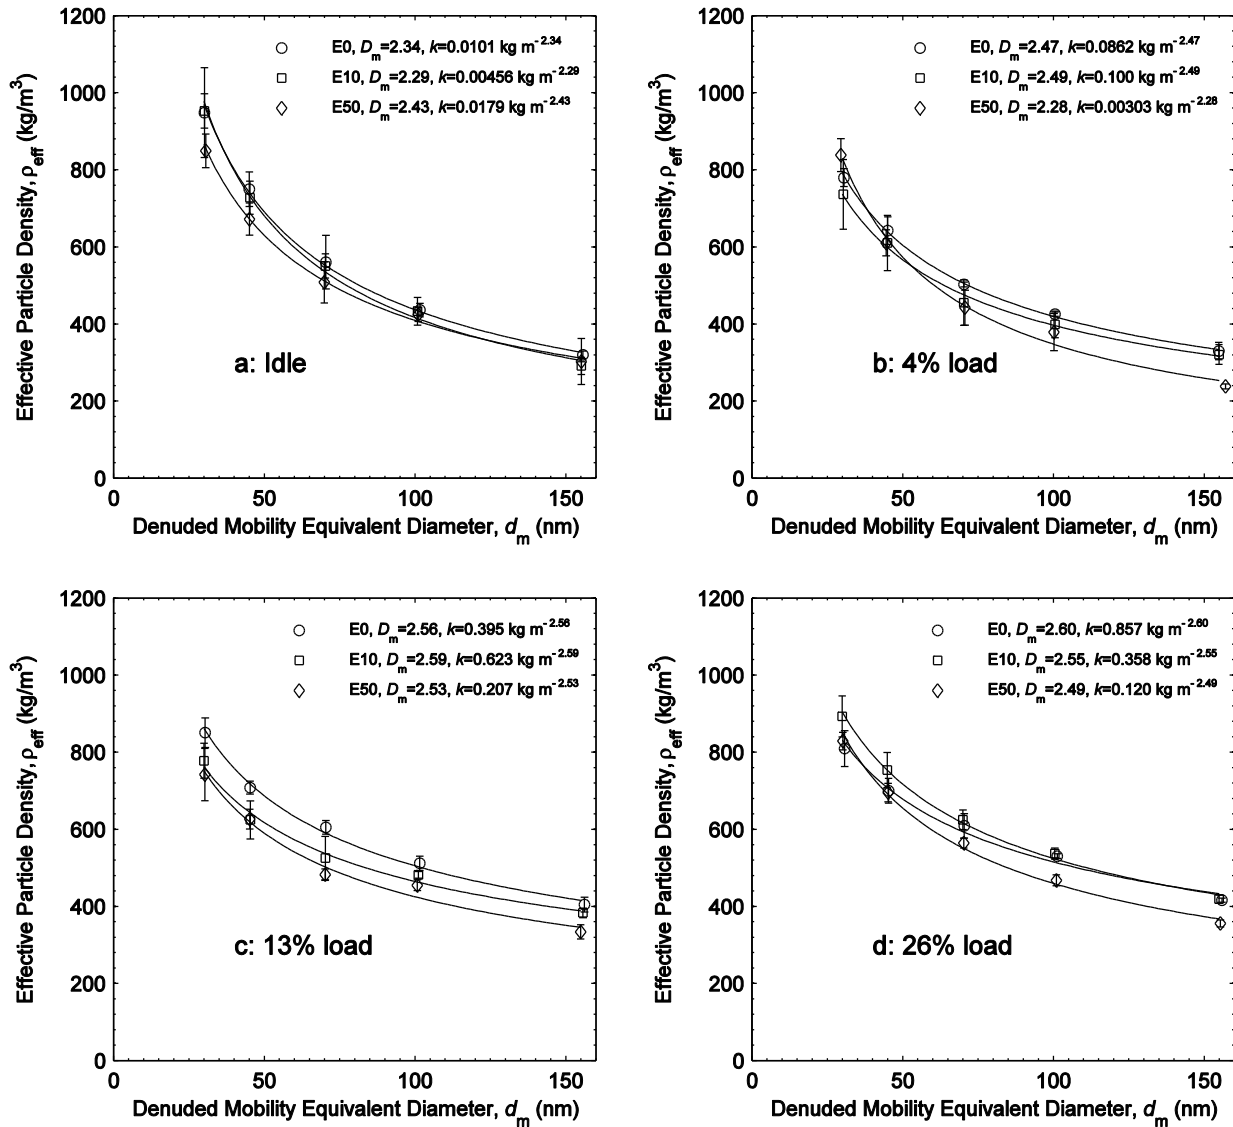 1200
1000
800
600
400
200
0
0 50 100 150
Effective Particle Density, ρeff (kg/m³)
Denuded Mobility Equivalent Diameter, dm (nm)
E0, Dm=2.34, k=0.0101 kg m⁻²·³⁴
E10, Dm=2.29, k=0.00456 kg m⁻²·²⁹
E50, Dm=2.43, k=0.0179 kg m⁻²·⁴³
a: Idle
1200
1000
800
600
400
200
0
0 50 100 150
Effective Particle Density, ρeff (kg/m³)
Denuded Mobility Equivalent Diameter, dm (nm)
E0, Dm=2.47, k=0.0862 kg m⁻²·⁴⁷
E10, Dm=2.49, k=0.100 kg m⁻²·⁴⁹
E50, Dm=2.28, k=0.00303 kg m⁻²·²⁸
b: 4% load
1200
1000
800
600
400
200
0
0 50 100 150
Effective Particle Density, ρeff (kg/m³)
Denuded Mobility Equivalent Diameter, dm (nm)
E0, Dm=2.56, k=0.395 kg m⁻²·⁵⁶
E10, Dm=2.59, k=0.623 kg m⁻²·⁵⁹
E50, Dm=2.53, k=0.207 kg m⁻²·⁵³
c: 13% load
1200
1000
800
600
400
200
0
0 50 100 150
Effective Particle Density, ρeff (kg/m³)
Denuded Mobility Equivalent Diameter, dm (nm)
E0, Dm=2.60, k=0.857 kg m⁻²·⁶⁰
E10, Dm=2.55, k=0.358 kg m⁻²·⁵⁵
E50, Dm=2.49, k=0.120 kg m⁻²·⁴⁹
d: 26% load